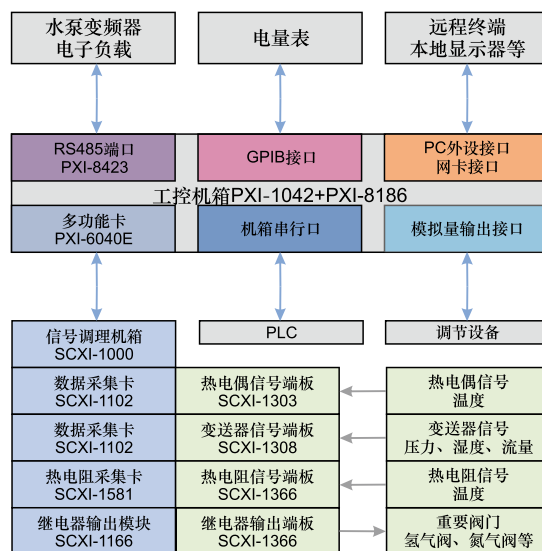 水泵变频器
电子负载
电量表
远程终端
本地显示器等
RS485端口
PXI-8423
GPIB接口
PC外设接口
网卡接口
工控机箱PXI-1042+PXI-8186
多功能卡
PXI-6040E
机箱串行口
模拟量输出接口
信号调理机箱
SCXI-1000
PLC
调节设备
数据采集卡
SCXI-1102
热电偶信号端板
SCXI-1303
热电偶信号
温度
数据采集卡
SCXI-1102
变送器信号端板
SCXI-1308
变送器信号
压力、湿度、流量
热电阻采集卡
SCXI-1581
热电阻信号端板
SCXI-1366
热电阻信号
温度
继电器输出模块
SCXI-1166
继电器输出端板
SCXI-1366
重要阀门
氢气阀、氮气阀等